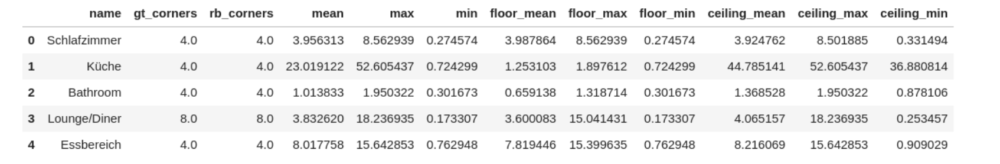 name gt_corners rb_corners mean max min floor_mean floor_max floor_min ceiling_mean ceiling_max ceiling_min
0 Schlafzimmer 4.0 4.0 3.956313 8.562939 0.274574 3.987864 8.562939 0.274574 3.924762 8.501885 0.331494
1 Küche 4.0 4.0 23.019122 52.605437 0.724299 1.253103 1.897612 0.724299 44.785141 52.605437 36.880814
2 Bathroom 4.0 4.0 1.013833 1.950322 0.301673 0.659138 1.318714 0.301673 1.368528 1.950322 0.878106
3 Lounge/Diner 8.0 8.0 3.832620 18.236935 0.173307 3.600083 15.041431 0.173307 4.065157 18.236935 0.253457
4 Essbereich 4.0 4.0 8.017758 15.642853 0.762948 7.819446 15.399635 0.762948 8.216069 15.642853 0.909029